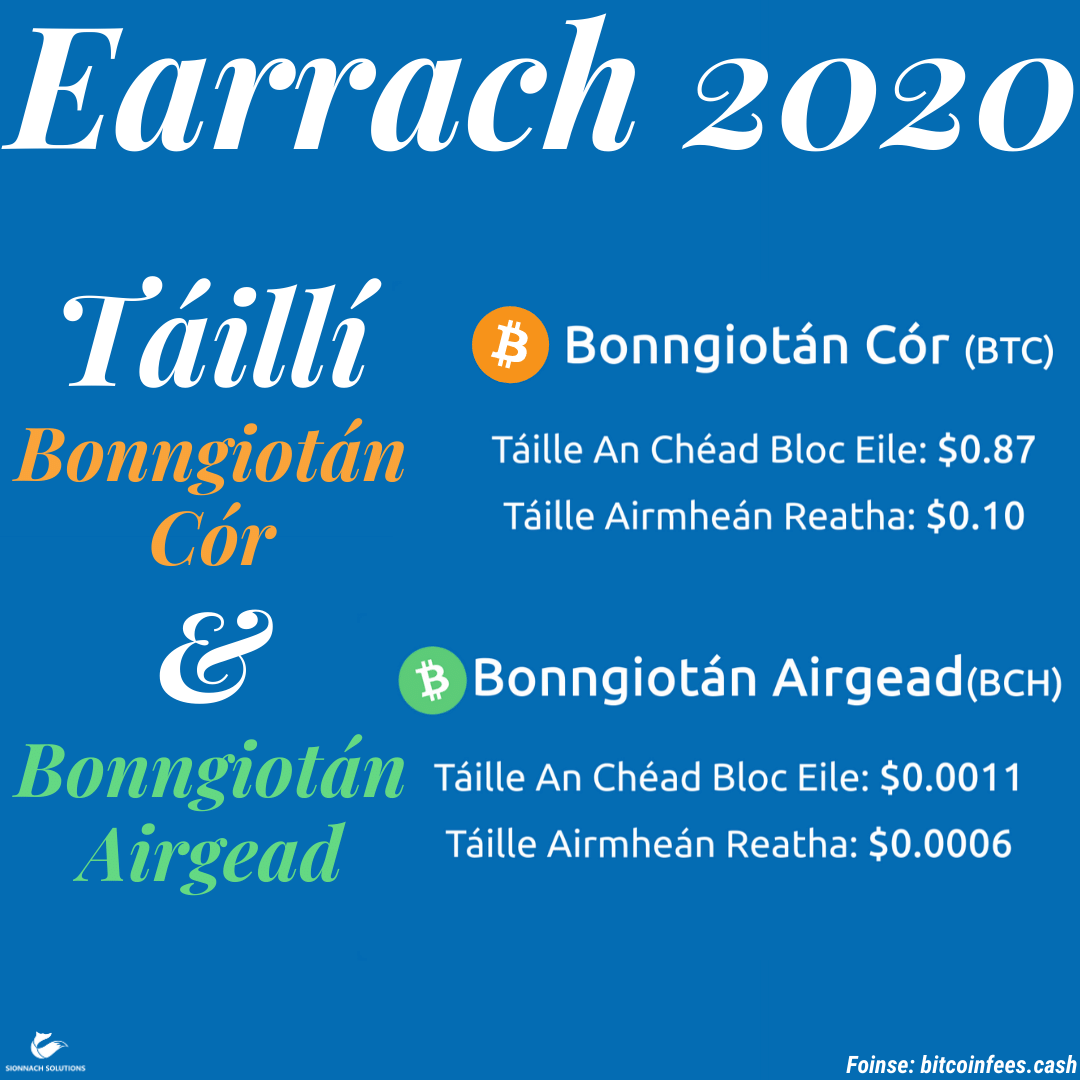 Earrach 2020
Táillí
Bonngiotán
Cór
&
Bonngiotán
Airgead
Bonngiotán Cór (BTC)
Táille An Chéad Bloc Eile: $0.87
Táille Airmheán Reatha: $0.10
Bonngiotán Airgead(BCH)
Táille An Chéad Bloc Eile: $0.0011
Táille Airmheán Reatha: $0.0006
SIONNACH SOLUTIONS
Foinse: bitcoinfees.cash